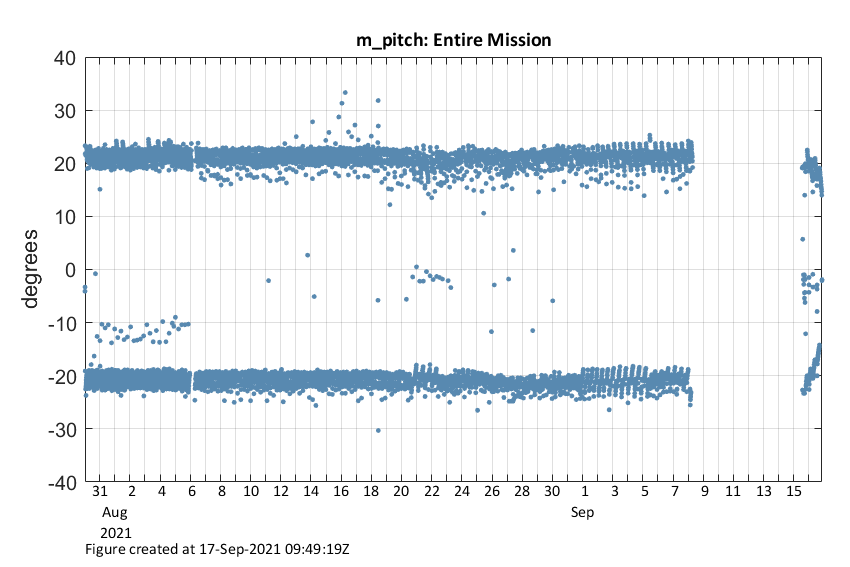 m_pitch: Entire Mission
40
30
20
10
0
-10
-20
-30
-40
degrees
31 2 4 6 8 10 12 14 16 18 20 22 24 26 28 30 1 3 5 7 9 11 13 15
Aug Sep
2021
Figure created at 17-Sep-2021 09:49:19Z